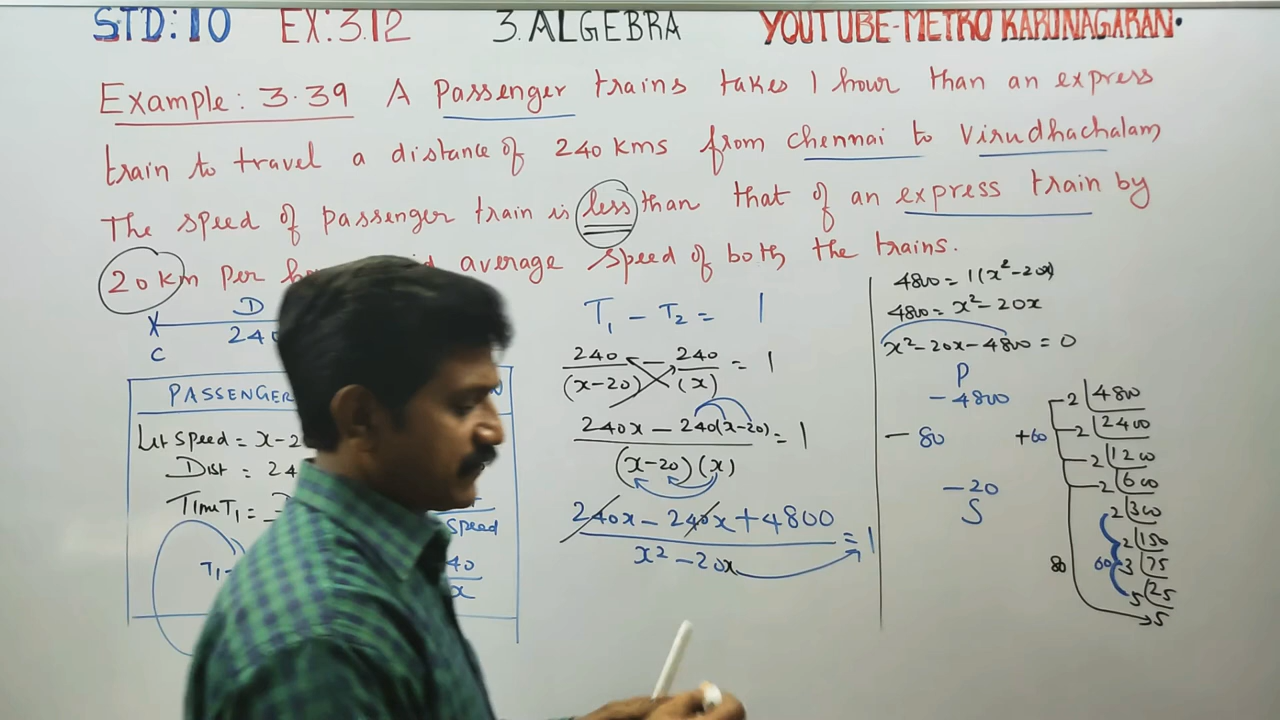 STD:10 EX:3.12 3.ALGEBRA YOUTUBE-METRO KARUNAGARAN.
Example: 3.39 A Passenger trains takes 1 hour than an express
train to travel a distance of 240 kms from chennai to Virudhachalam,
The speed of passenger train is less than that of an express train by
20 km per average speed of both the trains.
D
C
PASSENGER
Let speed = x-2
Dist = 24
Time T₁ =
speed
T₁-
40
x
T₁ - T₂ = 1
240/(x-20) - 240/(x) = 1
240x - 240(x-20) / (x-20)(x) = 1
240x - 240x + 4800 / x² - 20x = 1
4800 = 1(x²-20x)
4800 = x² - 20x
x² - 20x - 4800 = 0
P
- 4800
- 80 +60
-20
S
2 4800
2 2400
2 1200
2 600
2 300
2 150
3 75
5 25
5
80 60